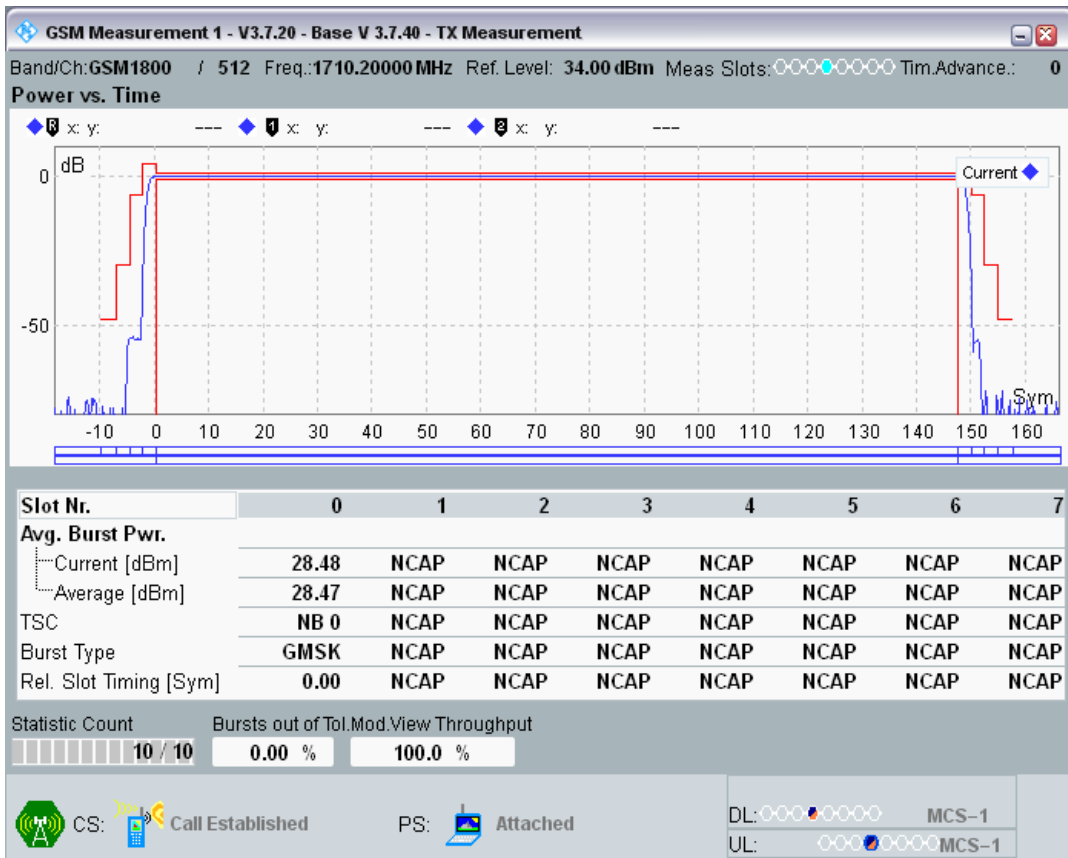 GSM Measurement 1 - V3.7.20 - Base V 3.7.40 - TX Measurement
Band/Ch:GSM1800 / 512 Freq.:1710.20000 MHz Ref. Level: 34.00 dBm Meas Slots: Tim.Advance.: 0
Power vs. Time
R x: y: --- 1 x: y: --- 2 x: y: ---
dB
Current
0
-50
Sym
-10 0 10 20 30 40 50 60 70 80 90 100 110 120 130 140 150 160
Slot Nr. 0 1 2 3 4 5 6 7
Avg. Burst Pwr.
Current [dBm] 28.48 NCAP NCAP NCAP NCAP NCAP NCAP NCAP
Average [dBm] 28.47 NCAP NCAP NCAP NCAP NCAP NCAP NCAP
TSC NB 0 NCAP NCAP NCAP NCAP NCAP NCAP NCAP
Burst Type GMSK NCAP NCAP NCAP NCAP NCAP NCAP NCAP
Rel. Slot Timing [Sym] 0.00 NCAP NCAP NCAP NCAP NCAP NCAP NCAP
Statistic Count Bursts out of Tol.Mod.View Throughput
10 / 10 0.00 % 100.0 %
CS: Call Established PS: Attached
DL: MCS-1
UL: MCS-1